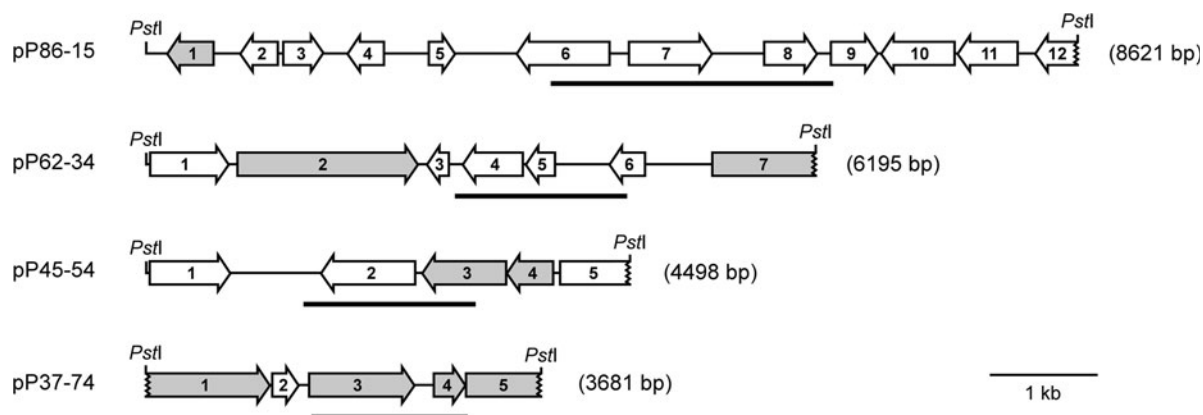 PstI PstI
pP86-15 1 2 3 4 5 6 7 8 9 10 11 12 (8621 bp)
PstI PstI
pP62-34 1 2 3 4 5 6 7 (6195 bp)
PstI PstI
pP45-54 1 2 3 4 5 (4498 bp)
PstI PstI
pP37-74 1 2 3 4 5 (3681 bp)
1 kb